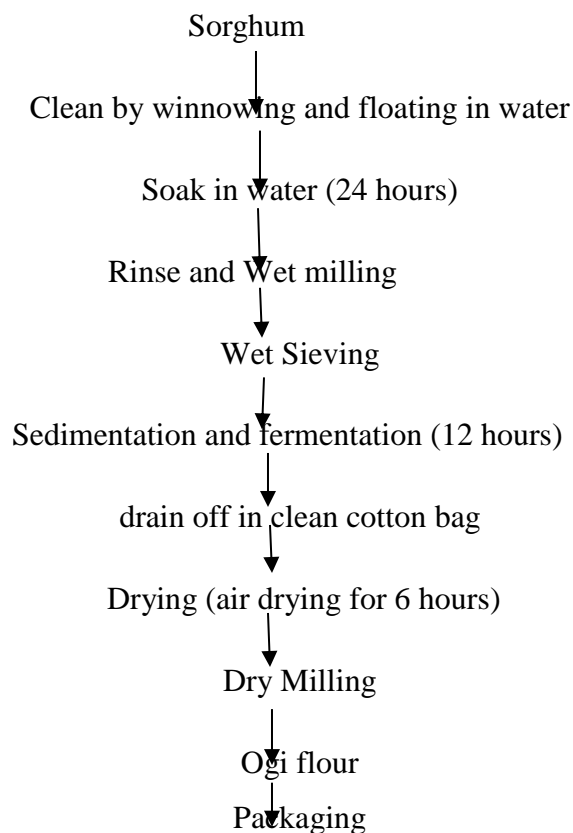 Sorghum
Clean by winnowing and floating in water
Soak in water (24 hours)
Rinse and Wet milling
Wet Sieving
Sedimentation and fermentation (12 hours)
drain off in clean cotton bag
Drying (air drying for 6 hours)
Dry Milling
Ogi flour
Packaging